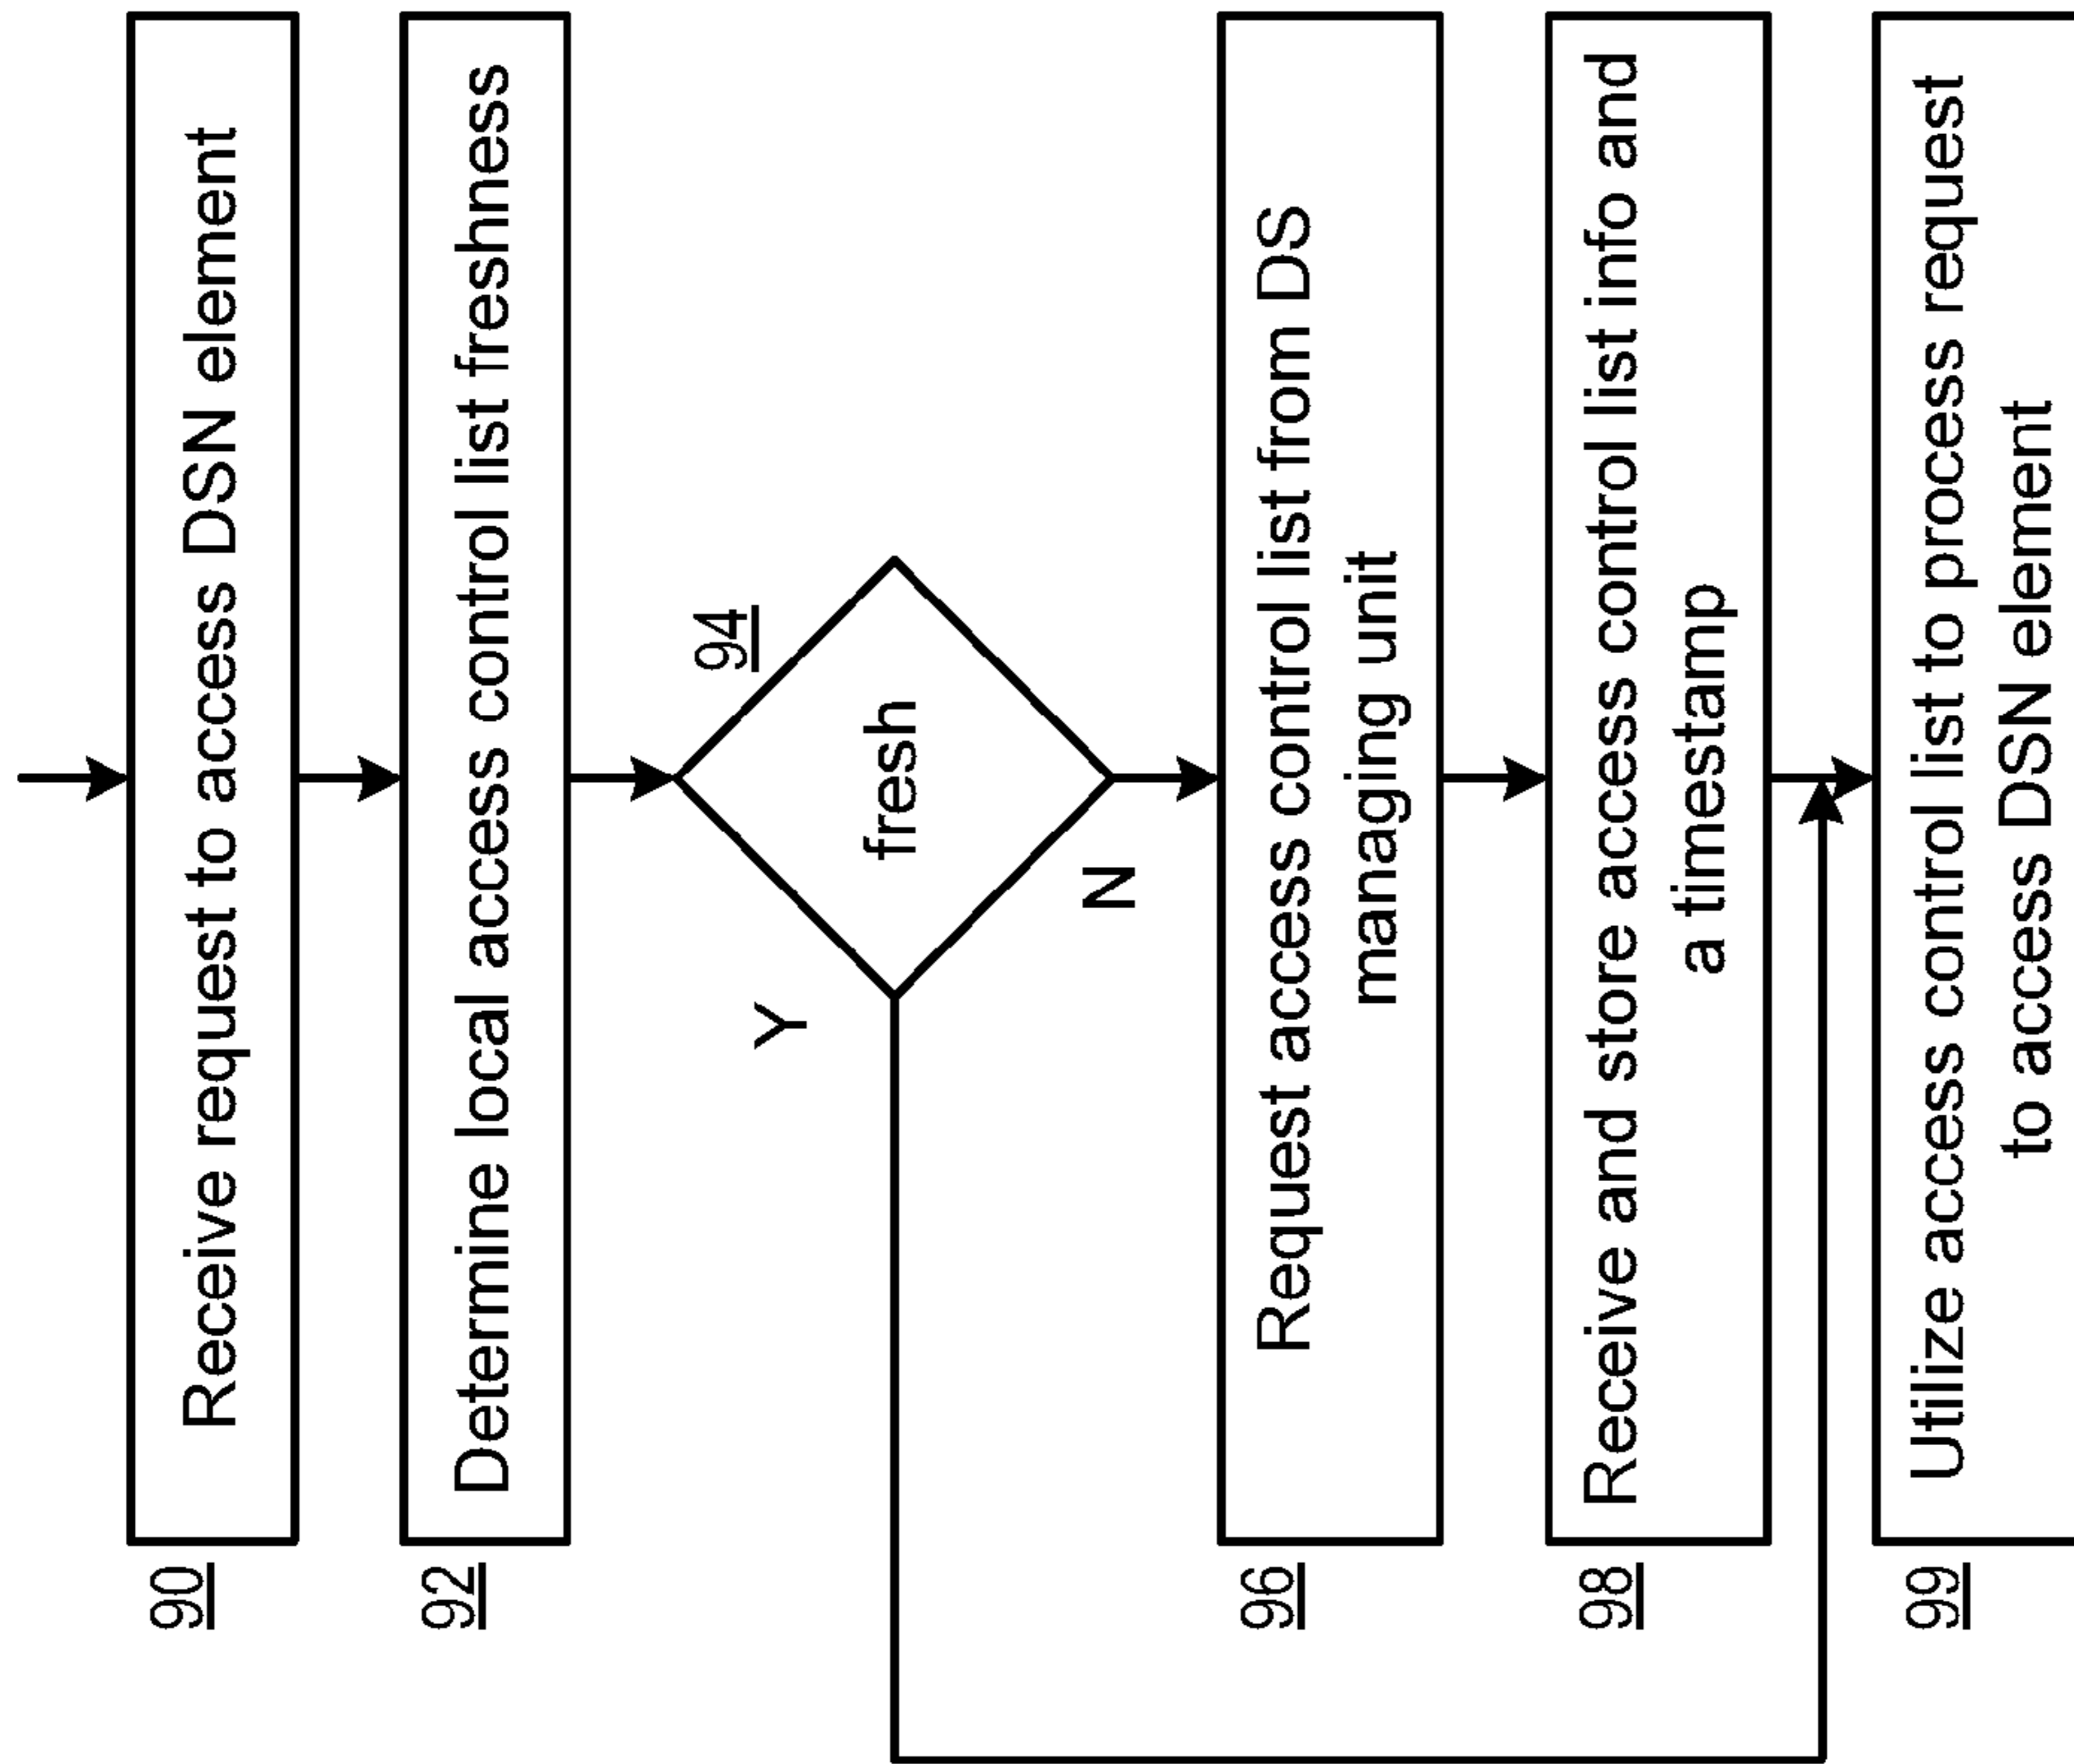 90
Receive request to access DSN element
92
Determine local access control list freshness
94
fresh
Y
N
96
Request access control list from DS
managing unit
98
Receive and store access control list info and
a timestamp
99
Utilize access control list to process request
to access DSN element